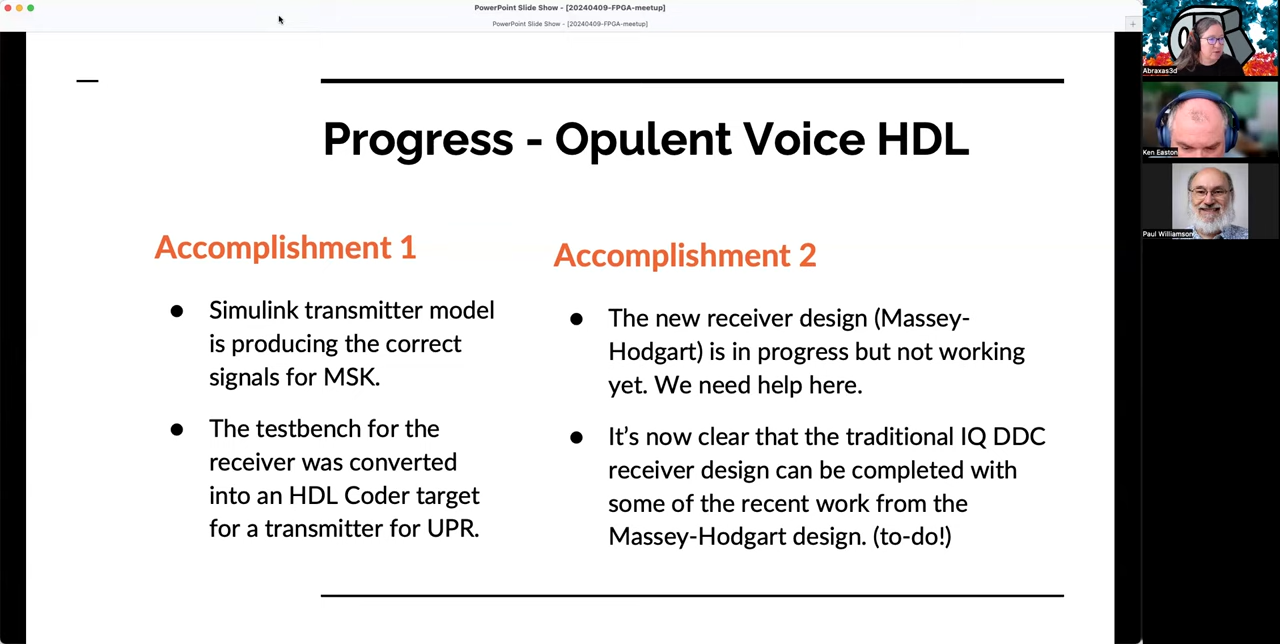 PowerPoint Slide Show - [20240409-FPGA-meetup]
PowerPoint Slide Show - [20240409-FPGA-meetup]
Progress - Opulent Voice HDL
Accomplishment 1
● Simulink transmitter model
is producing the correct
signals for MSK.
● The testbench for the
receiver was converted
into an HDL Coder target
for a transmitter for UPR.
Accomplishment 2
● The new receiver design (Massey-
Hodgart) is in progress but not working
yet. We need help here.
● It’s now clear that the traditional IQ DDC
receiver design can be completed with
some of the recent work from the
Massey-Hodgart design. (to-do!)
Abraxas3d
Ken Easton
Paul Williamson